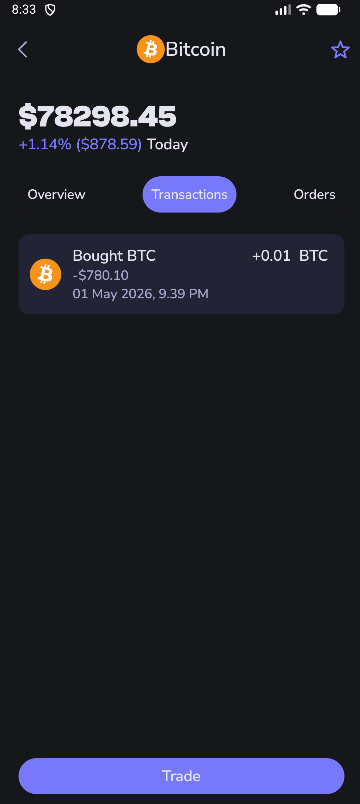 8:33
Bitcoin
$78298.45
+1.14% ($878.59) Today
Overview
Transactions
Orders
Bought BTC
+0.01 BTC
-$780.10
01 May 2026, 9.39 PM
Trade